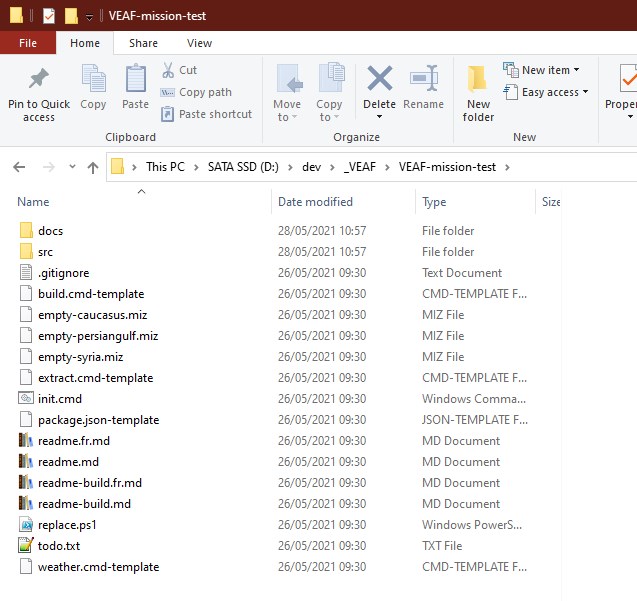 VEAF-mission-test
File Home Share View
Pin to Quick access
Copy
Paste
Cut
Copy path
Paste shortcut
Clipboard
Move to
Copy to
Delete
Rename
Organize
New folder
New item
Easy access
New
Proper
This PC > SATA SSD (D:) > dev > _VEAF > VEAF-mission-test >
Name Date modified Type Size
docs 28/05/2021 10:57 File folder
src 28/05/2021 10:57 File folder
.gitignore 26/05/2021 09:30 Text Document
build.cmd-template 26/05/2021 09:30 CMD-TEMPLATE F...
empty-caucasus.miz 26/05/2021 09:30 MIZ File
empty-persiangulf.miz 26/05/2021 09:30 MIZ File
empty-syria.miz 26/05/2021 09:30 MIZ File
extract.cmd-template 26/05/2021 09:30 CMD-TEMPLATE F...
init.cmd 26/05/2021 09:30 Windows Comma...
package.json-template 26/05/2021 09:30 JSON-TEMPLATE F...
readme.fr.md 26/05/2021 09:30 MD Document
readme.md 26/05/2021 09:30 MD Document
readme-build.fr.md 26/05/2021 09:30 MD Document
readme-build.md 26/05/2021 09:30 MD Document
replace.ps1 26/05/2021 09:30 Windows PowerS...
todo.txt 26/05/2021 09:30 TXT File
weather.cmd-template 26/05/2021 09:30 CMD-TEMPLATE F...